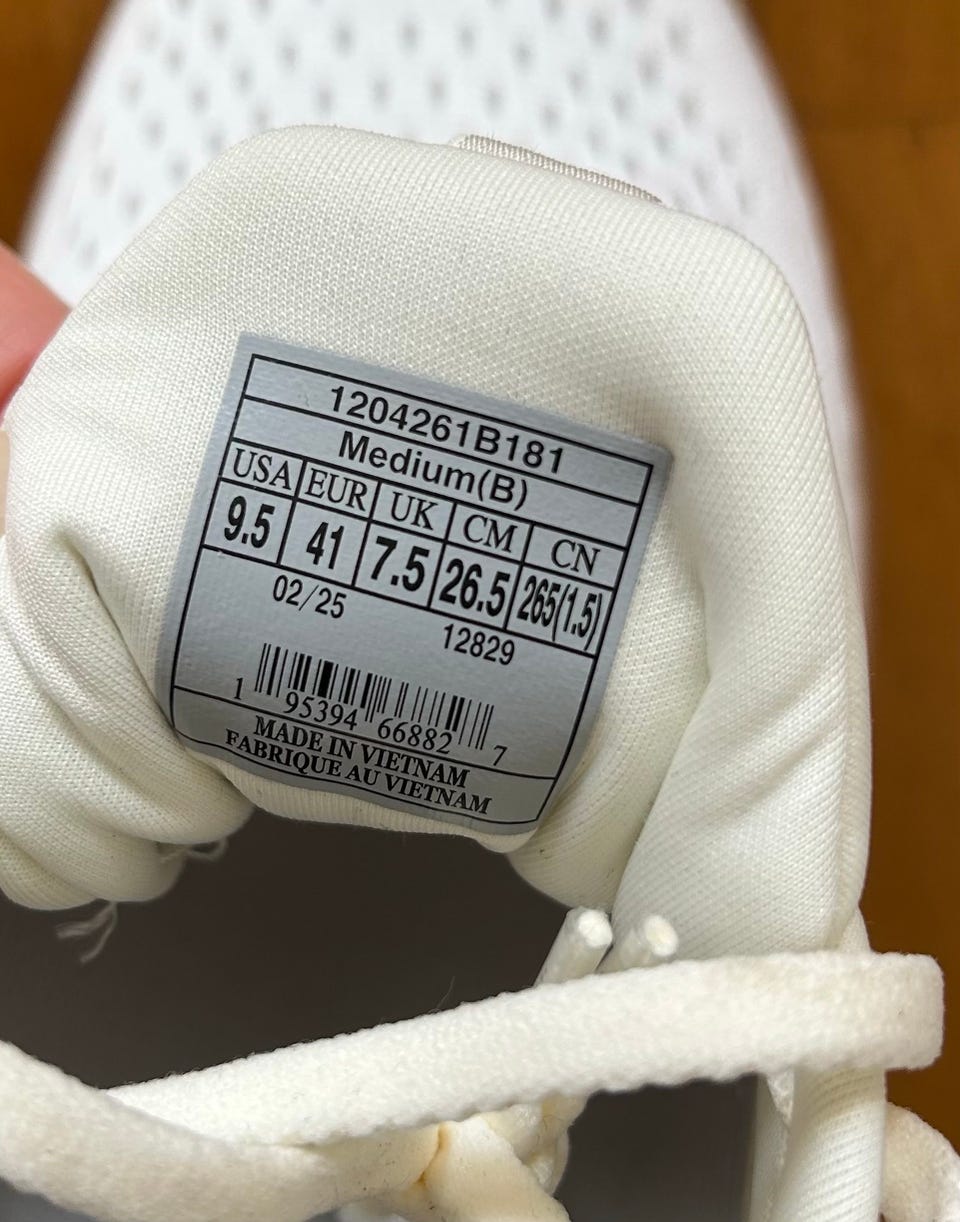 1204261B181
Medium(B)
USA EUR UK CM CN
9.5 41 7.5 26.5 265(1.5)
02/25
12829
1 95394 66882 7
MADE IN VIETNAM
FABRIQUE AU VIETNAM